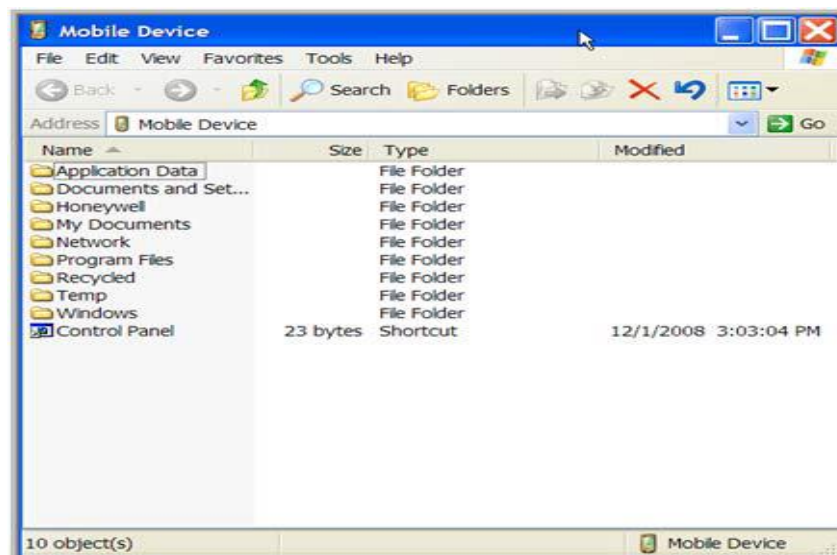 Mobile Device
File Edit View Favorites Tools Help
Back Search Folders
Address Mobile Device Go
Name Size Type Modified
Application Data File Folder
Documents and Set... File Folder
Honeywell File Folder
My Documents File Folder
Network File Folder
Program Files File Folder
Recycled File Folder
Temp File Folder
Windows File Folder
Control Panel 23 bytes Shortcut 12/1/2008 3:03:04 PM
10 object(s) Mobile Device